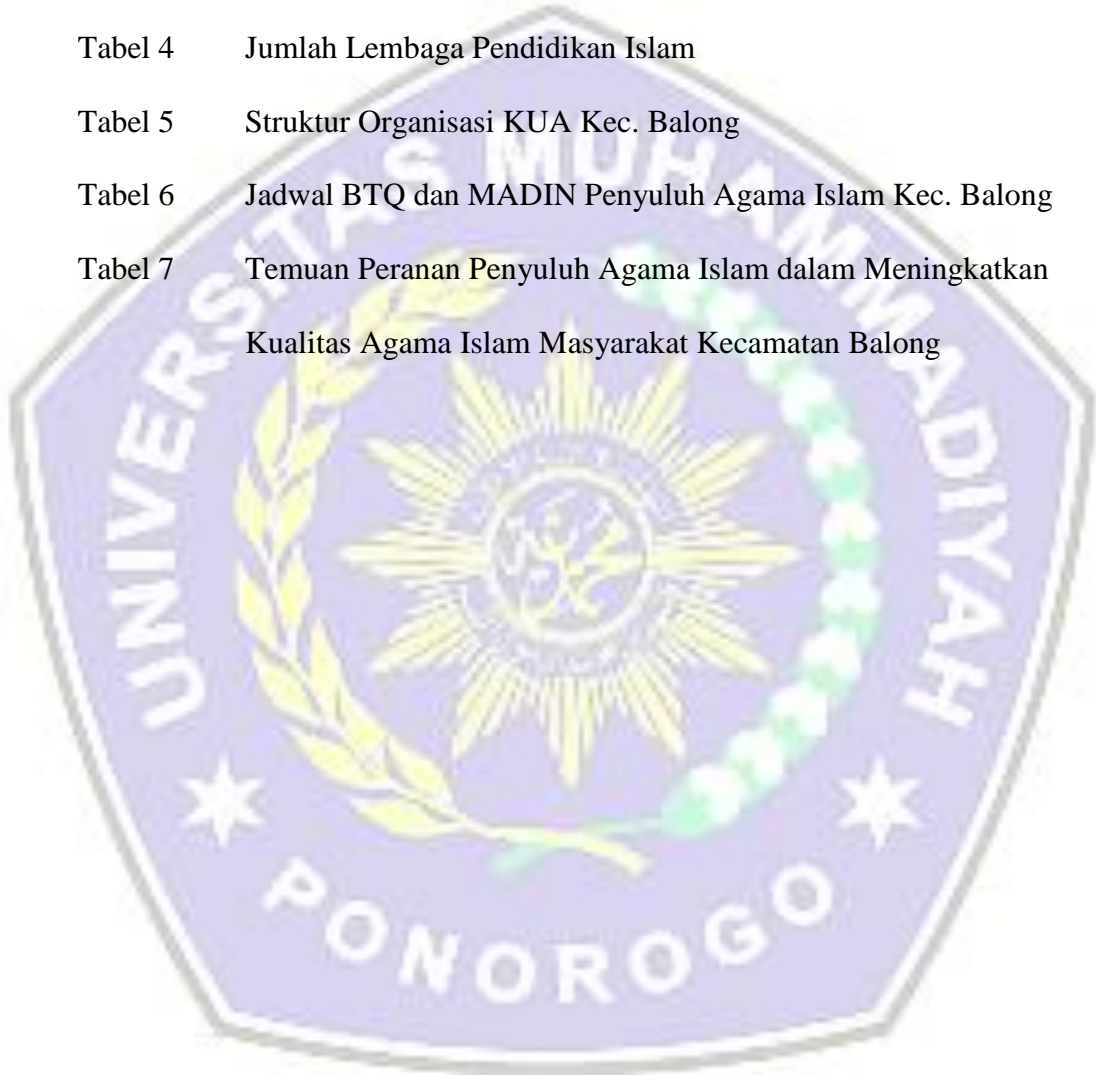 Tabel 4 Jumlah Lembaga Pendidikan Islam
Tabel 5 Struktur Organisasi KUA Kec. Balong
Tabel 6 Jadwal BTQ dan MADIN Penyuluh Agama Islam Kec. Balong
Tabel 7 Temuan Peranan Penyuluh Agama Islam dalam Meningkatkan
Kualitas Agama Islam Masyarakat Kecamatan Balong
UNIVERSITAS MUHAMMADIYAH
PONOROGO